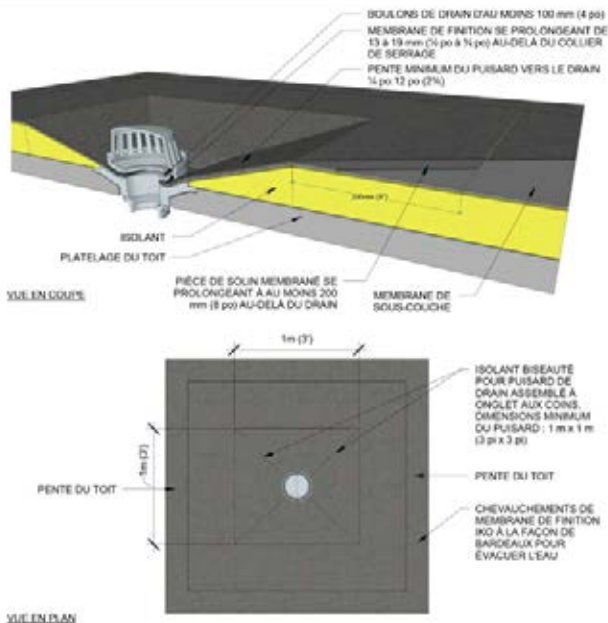 BOULONS DE DRAIN D'AU MOINS 100 mm (4 po)
MEMBRANE DE FINITION SE PROLONGEANT DE
13 à 19 mm (½ po à ¾ po) AU-DELÀ DU COLLIER
DE SERRAGE
PENTE MINIMUM DU PUISARD VERS LE DRAIN
¼ po:12 po (2%)
ISOLANT
PLATELAGE DU TOIT
PIÈCE DE SOLIN MEMBRANÉ SE
PROLONGEANT À AU MOINS 200
mm (8 po) AU-DELÀ DU DRAIN
MEMBRANE DE
SOUS-COUCHE
VUE EN COUPE
1m (3')
ISOLANT BISEAUTÉ
POUR PUISARD DE
DRAIN ASSEMBLÉ À
ONGLET AUX COINS.
DIMENSIONS MINIMUM
DU PUISARD : 1 m x 1 m
(3 pi x 3 pi)
1m (3')
PENTE DU TOIT
PENTE DU TOIT
CHEVAUCHEMENTS DE
MEMBRANE DE FINITION
IKO À LA FAÇON DE
BARDEAUX POUR
ÉVACUER L'EAU
VUE EN PLAN